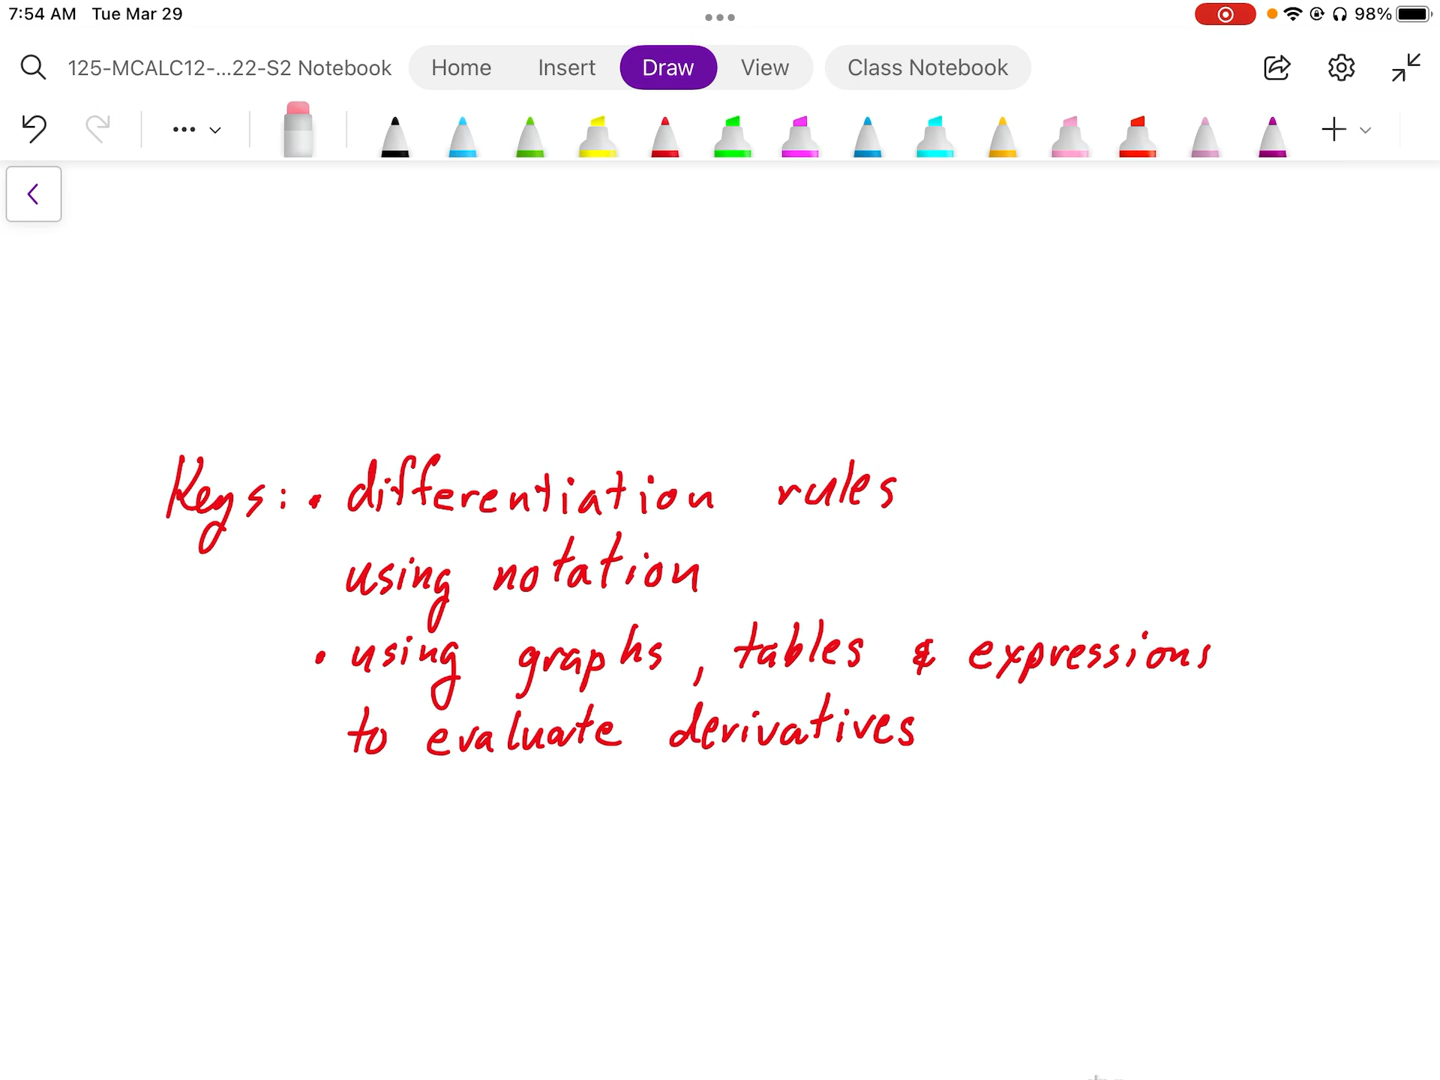 7:54 AM Tue Mar 29 98%
125-MCALC12-...22-S2 Notebook Home Insert Draw View Class Notebook
Keys: • differentiation rules
using notation
• using graphs, tables & expressions
to evaluate derivatives